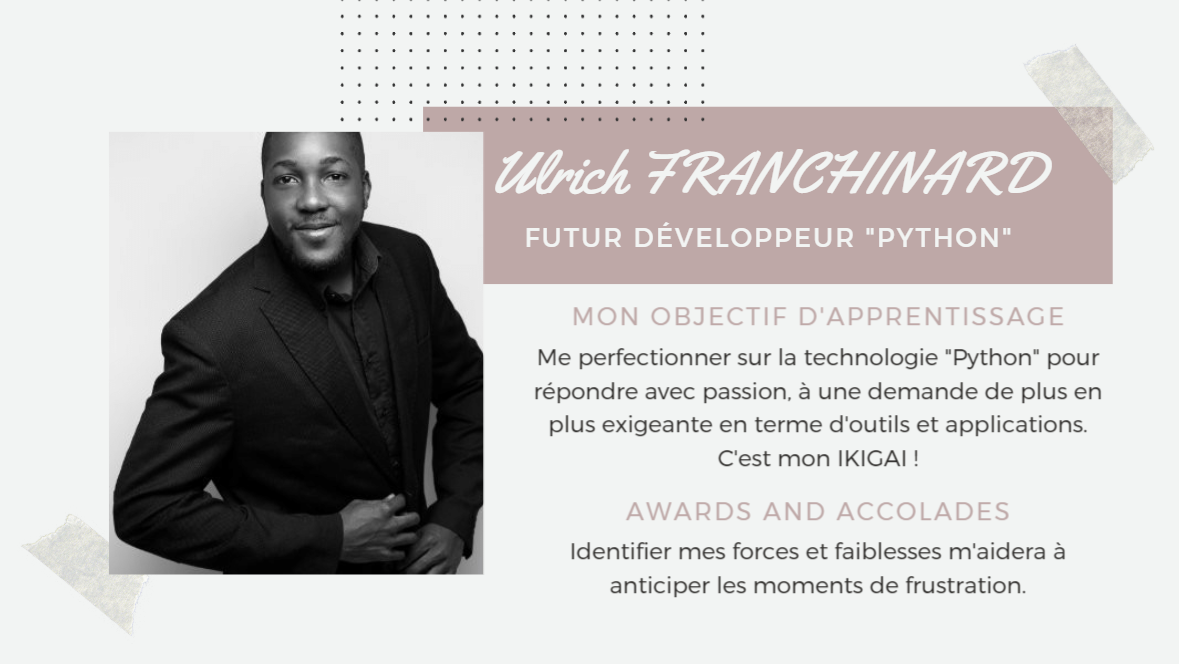 Ulrich FRANCHINARD
FUTUR DÉVELOPPEUR "PYTHON"
MON OBJECTIF D'APPRENTISSAGE
Me perfectionner sur la technologie "Python" pour
répondre avec passion, à une demande de plus en
plus exigeante en terme d'outils et applications.
C'est mon IKIGAI !
AWARDS AND ACCOLADES
Identifier mes forces et faiblesses m'aidera à
anticiper les moments de frustration.